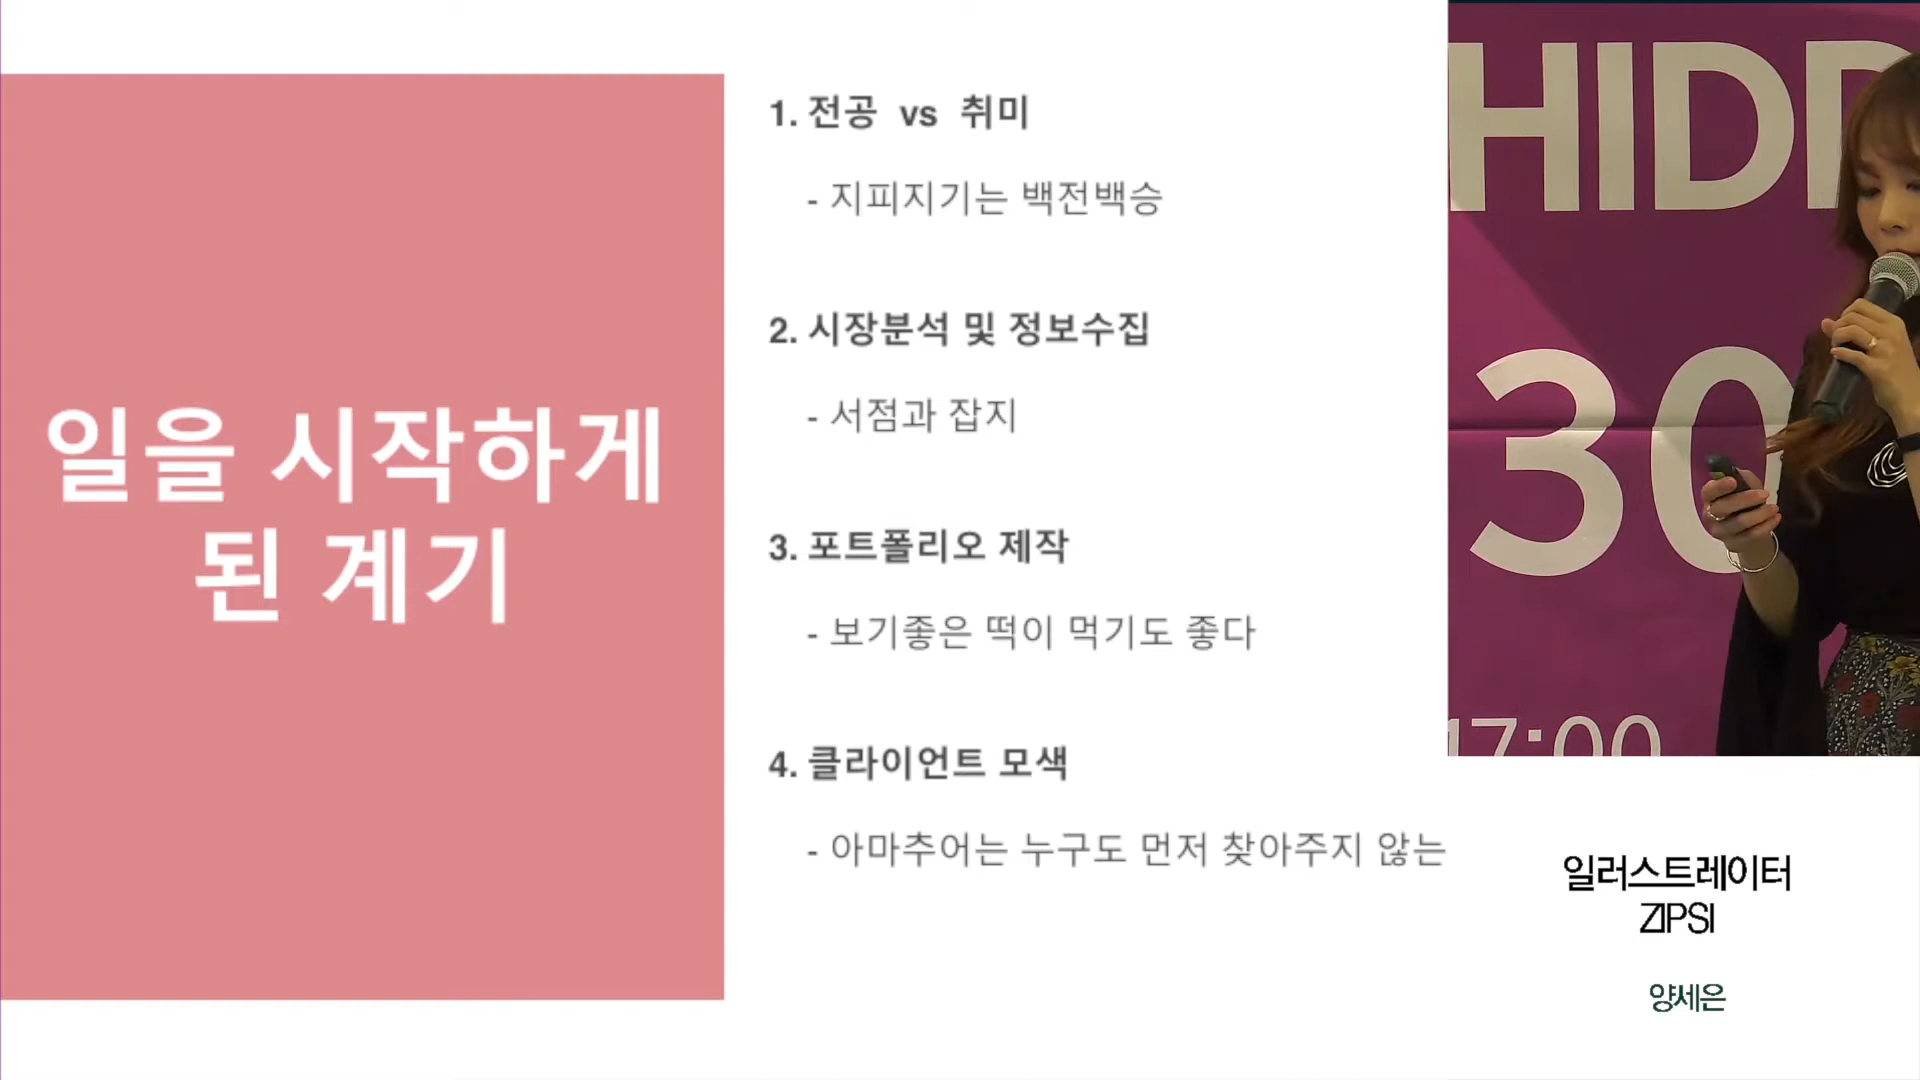 일을 시작하게
된 계기
1. 전공 vs 취미
- 지피지기는 백전백승
2. 시장분석 및 정보수집
- 서점과 잡지
3. 포트폴리오 제작
- 보기좋은 떡이 먹기도 좋다
4. 클라이언트 모색
- 아마추어는 누구도 먼저 찾아주지 않는
HIDD
30
17:00
일러스트레이터
ZIPSI
양세은